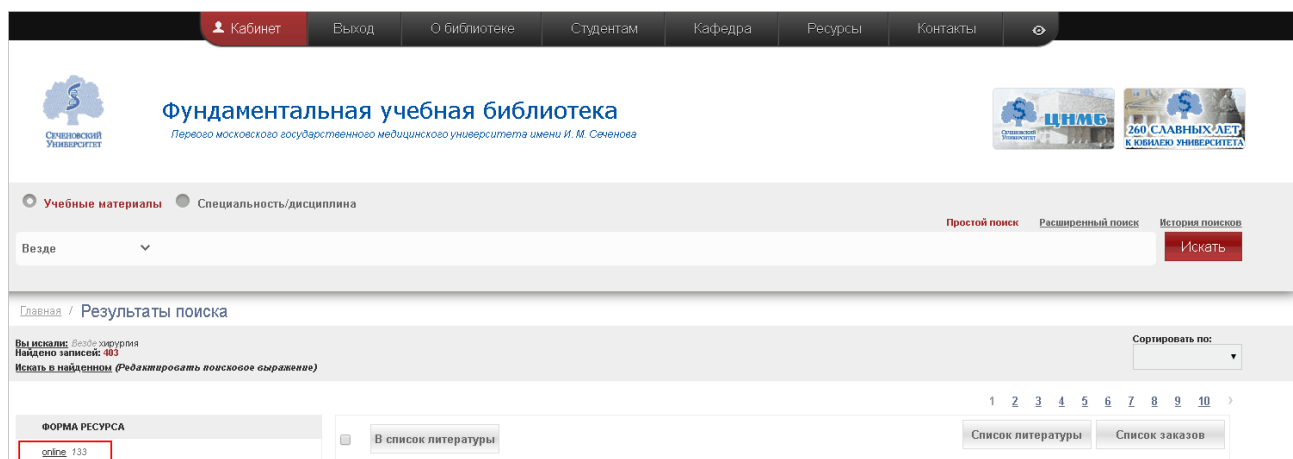 Кабинет Выход О библиотеке Студентам Кафедра Ресурсы Контакты
Сеченовский
Университет
Фундаментальная учебная библиотека
Первого московского государственного медицинского университета имени И. М. Сеченова
Сеченовский
Университет
ЦНМБ
260 СЛАВНЫХ ЛЕТ
К ЮБИЛЕЮ УНИВЕРСИТЕТА
Учебные материалы Специальность/дисциплина
Простой поиск Расширенный поиск История поисков
Везде Искать
Главная / Результаты поиска
Вы искали: Везде хирургия
Найдено записей: 403
Искать в найденном (Редактировать поисковое выражение)
Сортировать по:
1 2 3 4 5 6 7 8 9 10 >
ФОРМА РЕСУРСА
online 133
В список литературы
Список литературы Список заказов